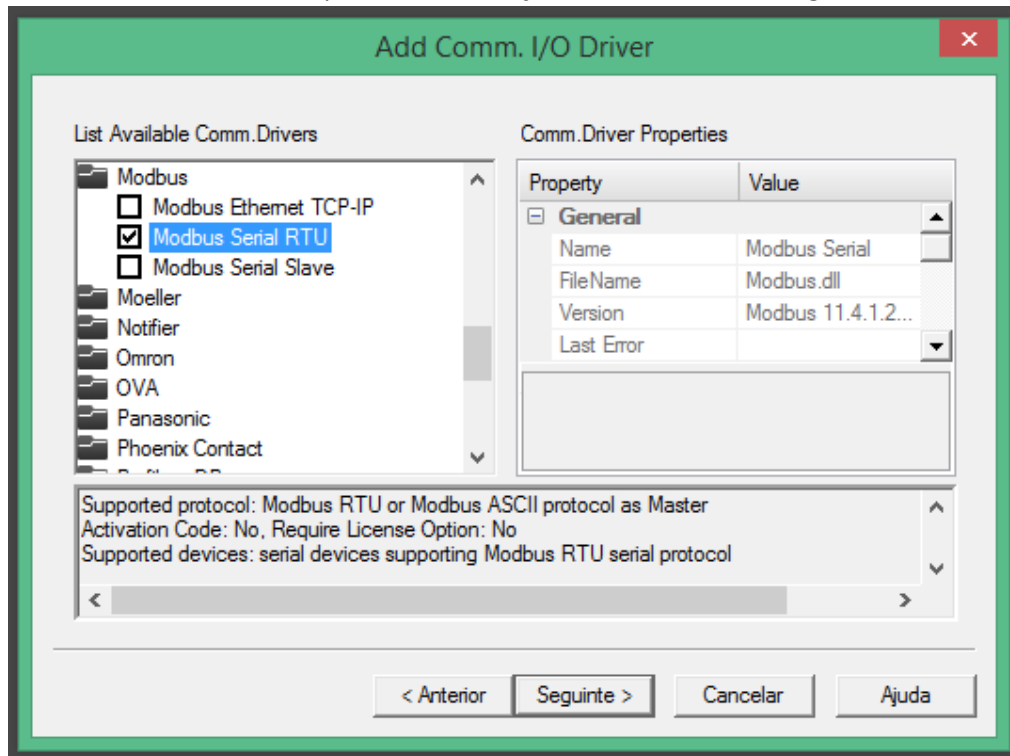 Add Comm. I/O Driver
List Available Comm.Drivers
Modbus
Modbus Ethernet TCP-IP
Modbus Serial RTU
Modbus Serial Slave
Moeller
Notifier
Omron
OVA
Panasonic
Phoenix Contact
Comm.Driver Properties
Property Value
General
Name Modbus Serial
FileName Modbus.dll
Version Modbus 11.4.1.2...
Last Error
Supported protocol: Modbus RTU or Modbus ASCII protocol as Master
Activation Code: No, Require License Option: No
Supported devices: serial devices supporting Modbus RTU serial protocol
< Anterior Seguinte > Cancelar Ajuda